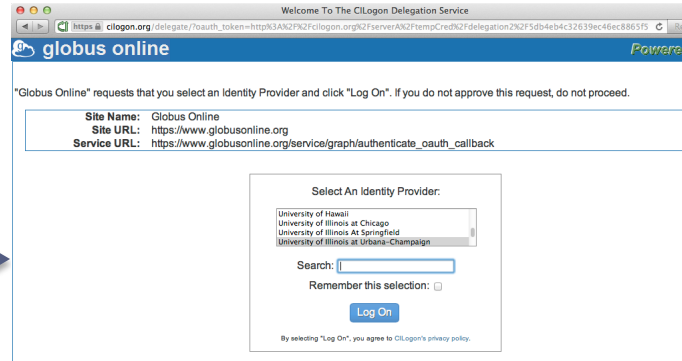 Welcome To The CILogon Delegation Service
https cilogon.org/delegate/?oauth_token=http%3A%2F%2Fcilogon.org%2FserverA%2FtempCred%2Fdelegation2%2F5db4eb4c32639ec46ec8865f5
globus online
Powere
"Globus Online" requests that you select an Identity Provider and click "Log On". If you do not approve this request, do not proceed.
Site Name: Globus Online
Site URL: https://www.globusonline.org
Service URL: https://www.globusonline.org/service/graph/authenticate_oauth_callback
Select An Identity Provider:
University of Hawaii
University of Illinois at Chicago
University of Illinois At Springfield
University of Illinois at Urbana-Champaign
Search:
Remember this selection:
Log On
By selecting "Log On", you agree to CILogon's privacy policy.